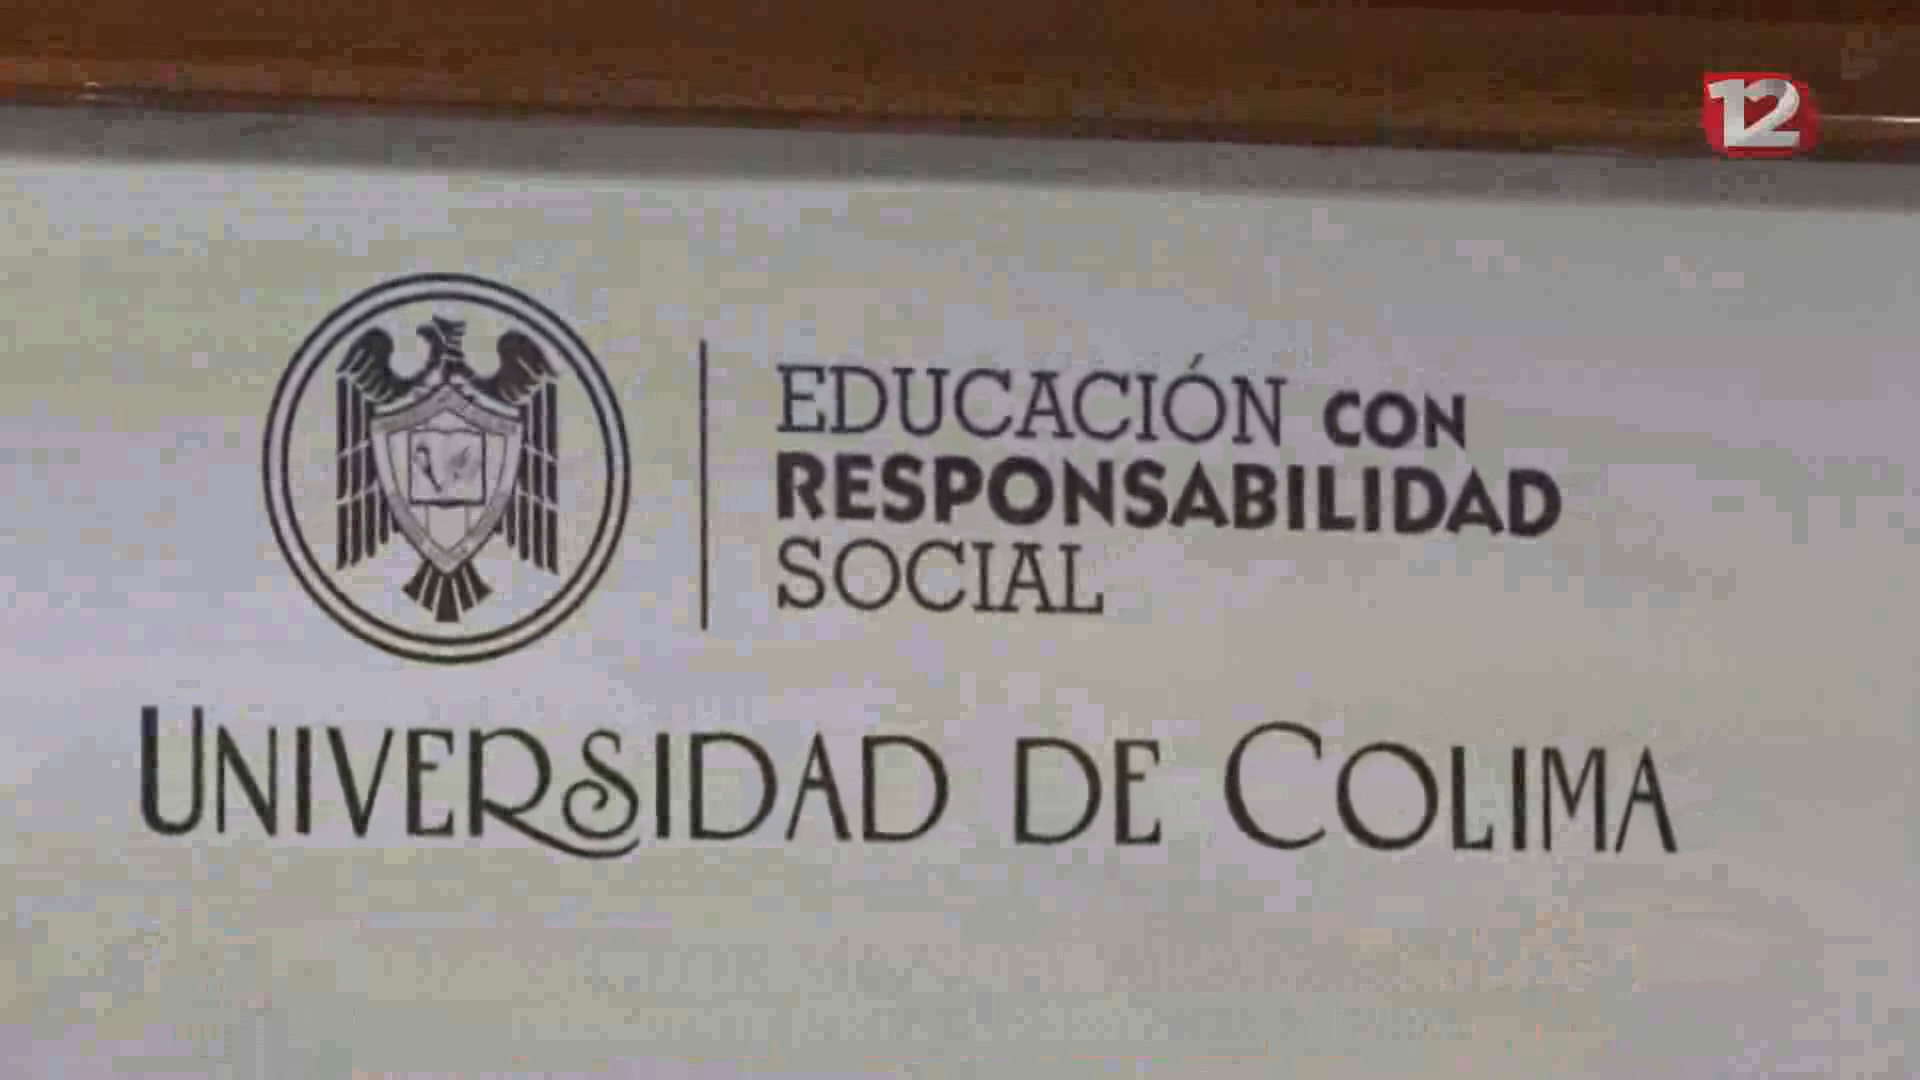 12
EDUCACIÓN CON
RESPONSABILIDAD
SOCIAL
UNIVERSIDAD DE COLIMA